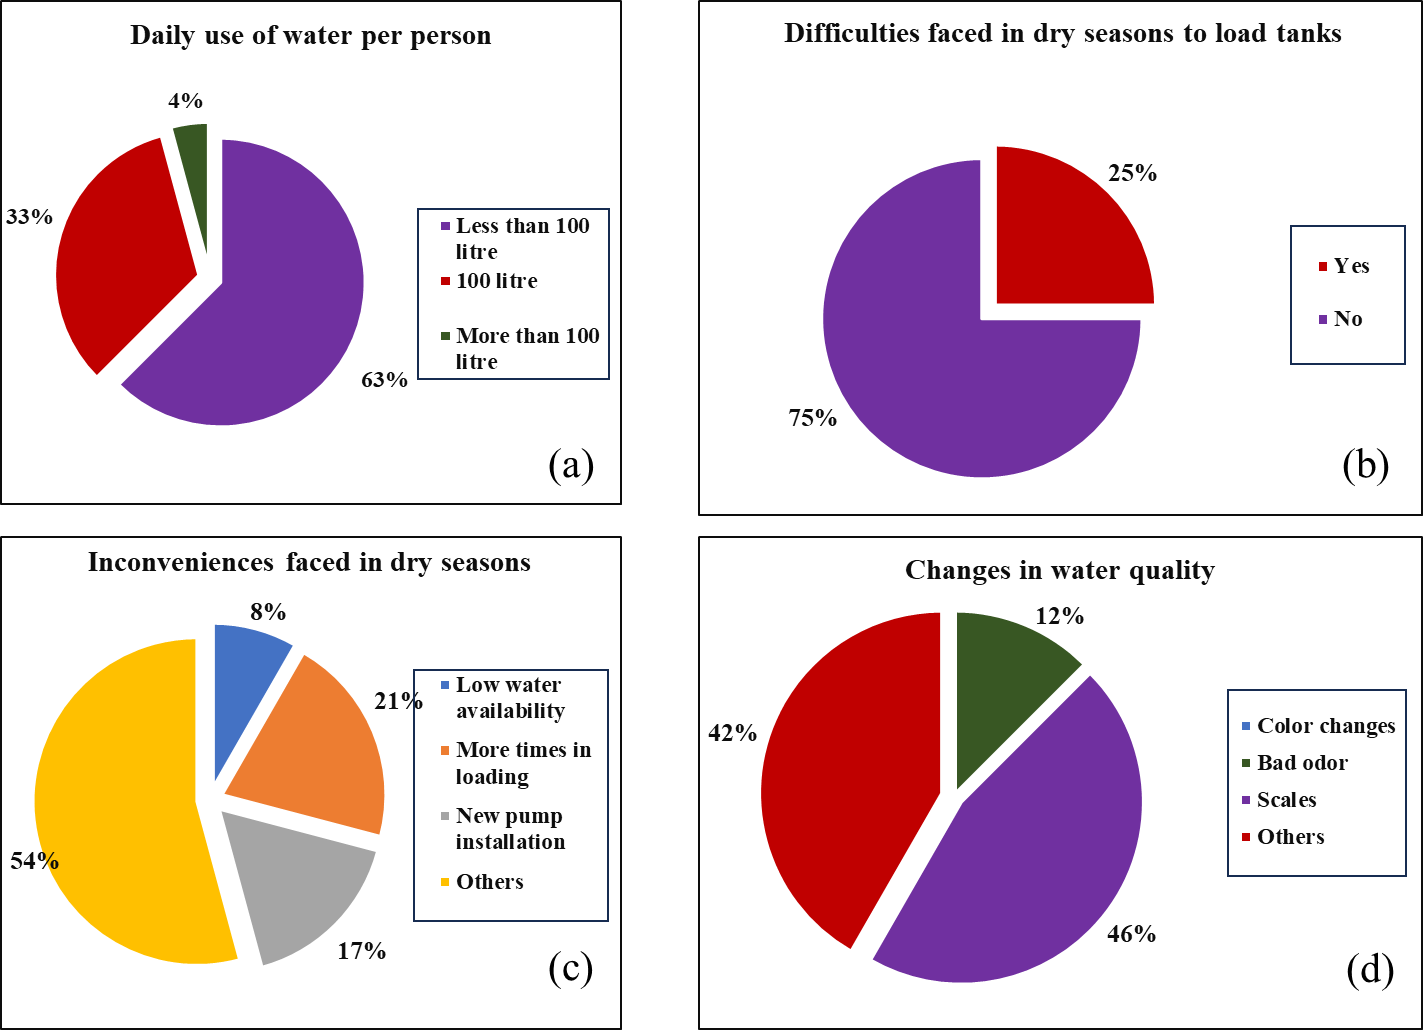 Daily use of water per person
4%
33%
63%
Less than 100
litre
100 litre
More than 100
litre
(a)
Difficulties faced in dry seasons to load tanks
25%
75%
Yes
No
(b)
Inconveniences faced in dry seasons
8%
21%
54%
17%
Low water
availability
More times in
loading
New pump
installation
Others
(c)
Changes in water quality
12%
42%
46%
Color changes
Bad odor
Scales
Others
(d)